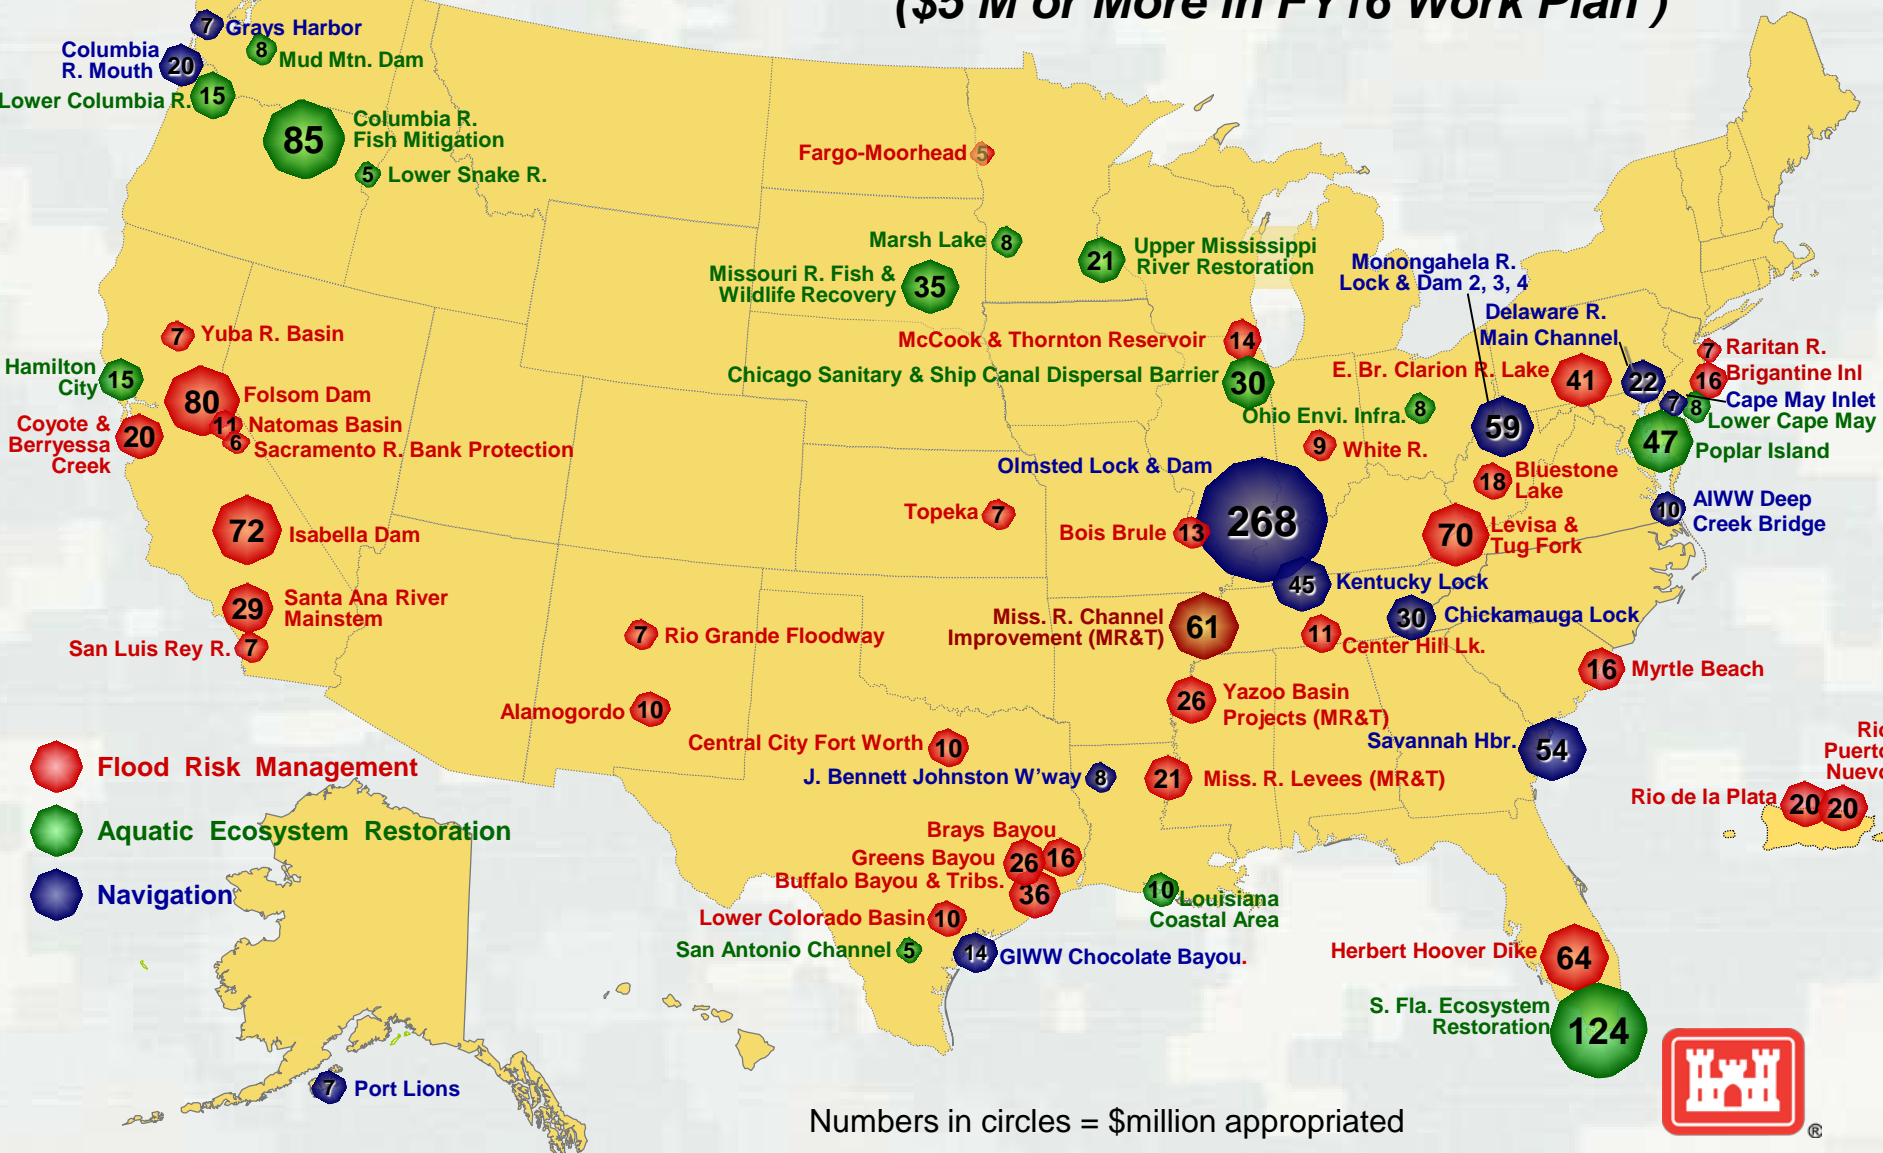 ($5 M or More in FY16 Work Plan )
7 Grays Harbor
Columbia
R. Mouth 20
8 Mud Mtn. Dam
Lower Columbia R. 15
85 Columbia R.
Fish Mitigation
5 Lower Snake R.
Fargo-Moorhead 5
Marsh Lake 8
Missouri R. Fish &
Wildlife Recovery 35
21 Upper Mississippi
River Restoration
Monongahela R.
Lock & Dam 2, 3, 4
59
Delaware R.
Main Channel
22
7 Yuba R. Basin
Hamilton
City 15
80 Folsom Dam
11 Natomas Basin
6 Sacramento R. Bank Protection
Coyote &
Berryessa
Creek
20
McCook & Thornton Reservoir 14
Chicago Sanitary & Ship Canal Dispersal Barrier 30
E. Br. Clarion R. Lake 41
7 Raritan R.
16 Brigantine Inl
7 Cape May Inlet
8 Lower Cape May
47 Poplar Island
Ohio Envi. Infra. 8
9 White R.
Olmsted Lock & Dam
268
18 Bluestone
Lake
10 AIWW Deep
Creek Bridge
Topeka 7
Bois Brule 13
70 Levisa &
Tug Fork
72 Isabella Dam
45 Kentucky Lock
30 Chickamauga Lock
29 Santa Ana River
Mainstem
San Luis Rey R. 7
7 Rio Grande Floodway
Miss. R. Channel
Improvement (MR&T) 61
11 Center Hill Lk.
16 Myrtle Beach
Alamogordo 10
26 Yazoo Basin
Projects (MR&T)
Central City Fort Worth 10
Savannah Hbr. 54
J. Bennett Johnston W'way 8
21 Miss. R. Levees (MR&T)
Rio de la Plata 20
20
Flood Risk Management
Aquatic Ecosystem Restoration
Navigation
Brays Bayou 16
Greens Bayou 26
Buffalo Bayou & Tribs. 36
Lower Colorado Basin 10
San Antonio Channel 5
14 GIWW Chocolate Bayou.
10 Louisiana
Coastal Area
Herbert Hoover Dike 64
S. Fla. Ecosystem
Restoration 124
7 Port Lions
Numbers in circles = $million appropriated
®